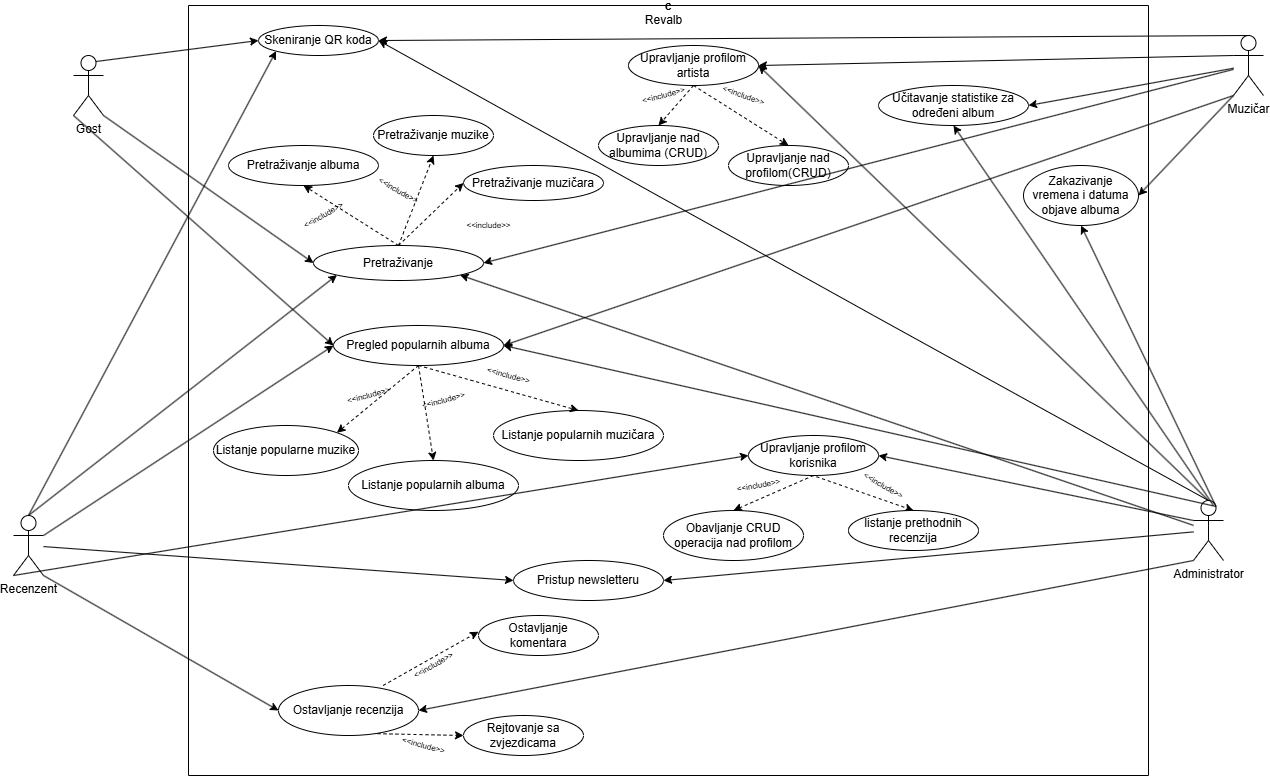 c
Revalb
Skeniranje QR koda
Upravljanje profilom
artista
Gost
Muzičar
<<include>>
<<include>>
Učitavanje statistike za
određeni album
Pretraživanje muzike
Upravljanje nad
albumima (CRUD)
Upravljanje nad
profilom(CRUD)
Pretraživanje albuma
Pretraživanje muzičara
Zakazivanje
vremena i datuma
objave albuma
<<include>>
<<include>>
<<include>>
Pretraživanje
Pregled popularnih albuma
<<include>>
<<include>>
<<include>>
Listanje popularne muzike
Listanje popularnih albuma
Listanje popularnih muzičara
Upravljanje profilom
korisnika
<<include>>
<<include>>
Obavljanje CRUD
operacija nad profilom
listanje prethodnih
recenzija
Recenzent
Administrator
Pristup newsletteru
Ostavljanje
komentara
<<include>>
Ostavljanje recenzija
Rejtovanje sa
zvjezdicama
<<include>>